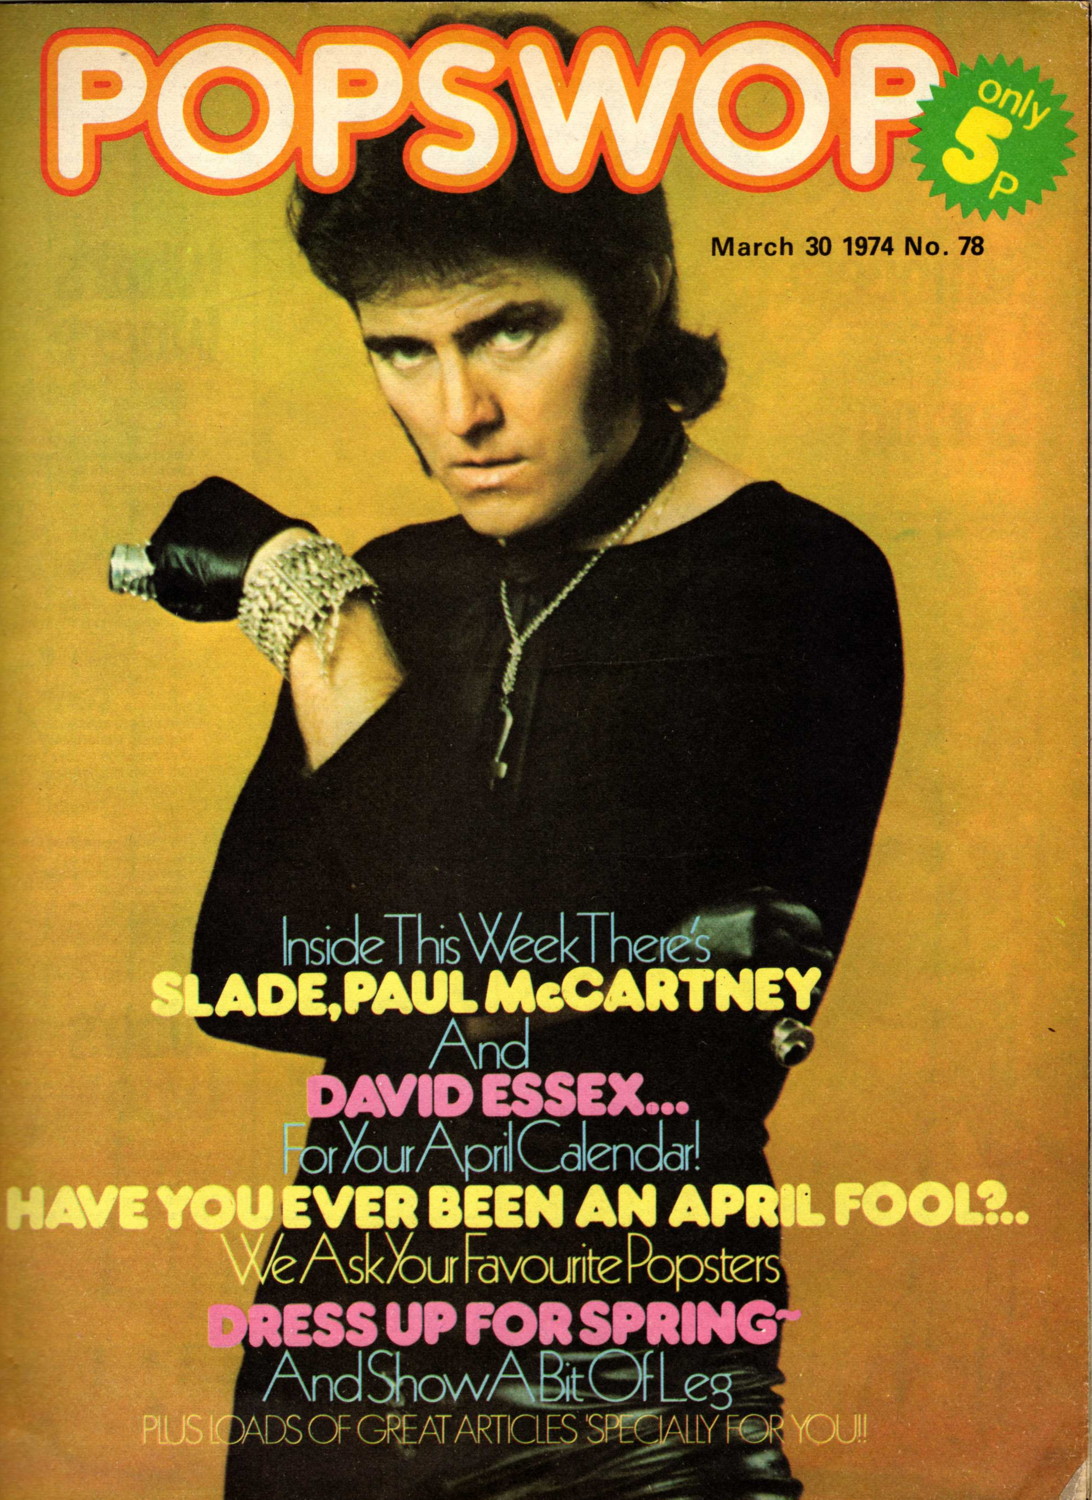 POPSWOP
only
5
p
March 30 1974 No. 78
Inside This Week There's
SLADE, PAUL McCARTNEY
And
DAVID ESSEX...
For Your April Calendar!
HAVE YOU EVER BEEN AN APRIL FOOL?..
We Ask Your Favourite Popsters
DRESS UP FOR SPRING~
And Show A Bit Of Leg
PLUS LOADS OF GREAT ARTICLES 'SPECIALLY FOR YOU!!